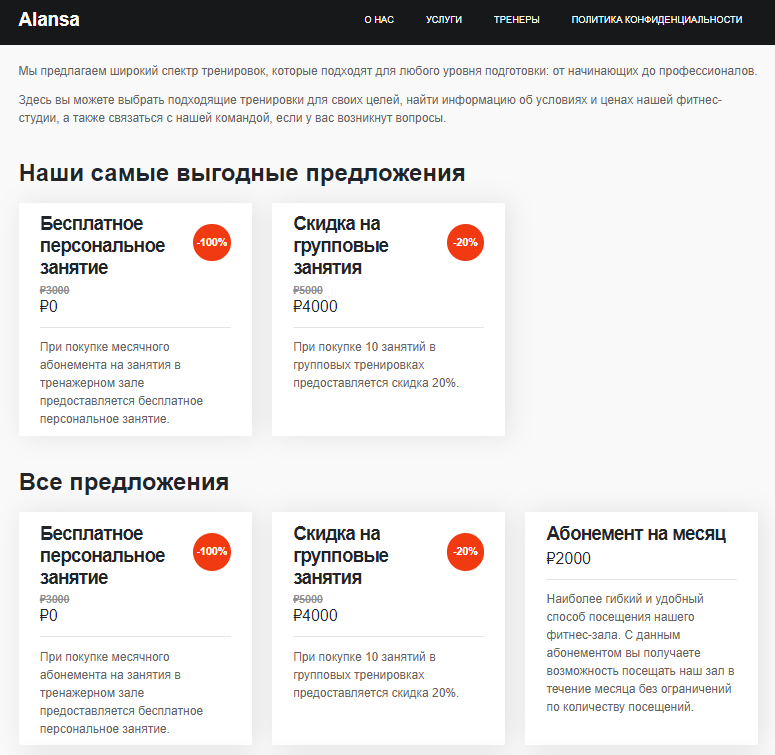 Alansa
О НАС УСЛУГИ ТРЕНЕРЫ ПОЛИТИКА КОНФИДЕНЦИАЛЬНОСТИ
Мы предлагаем широкий спектр тренировок, которые подходят для любого уровня подготовки: от начинающих до профессионалов.
Здесь вы можете выбрать подходящие тренировки для своих целей, найти информацию об условиях и ценах нашей фитнес-
студии, а также связаться с нашей командой, если у вас возникнут вопросы.
Наши самые выгодные предложения
Бесплатное
персональное
занятие
-100%
₽3000
₽0
При покупке месячного
абонемента на занятия в
тренажерном зале
предоставляется бесплатное
персональное занятие.
Скидка на
групповые
занятия
-20%
₽5000
₽4000
При покупке 10 занятий в
групповых тренировках
предоставляется скидка 20%.
Все предложения
Бесплатное
персональное
занятие
-100%
₽3000
₽0
При покупке месячного
абонемента на занятия в
тренажерном зале
предоставляется бесплатное
персональное занятие.
Скидка на
групповые
занятия
-20%
₽5000
₽4000
При покупке 10 занятий в
групповых тренировках
предоставляется скидка 20%.
Абонемент на месяц
₽2000
Наиболее гибкий и удобный
способ посещения нашего
фитнес-зала. С данным
абонементом вы получаете
возможность посещать наш зал в
течение месяца без ограничений
по количеству посещений.